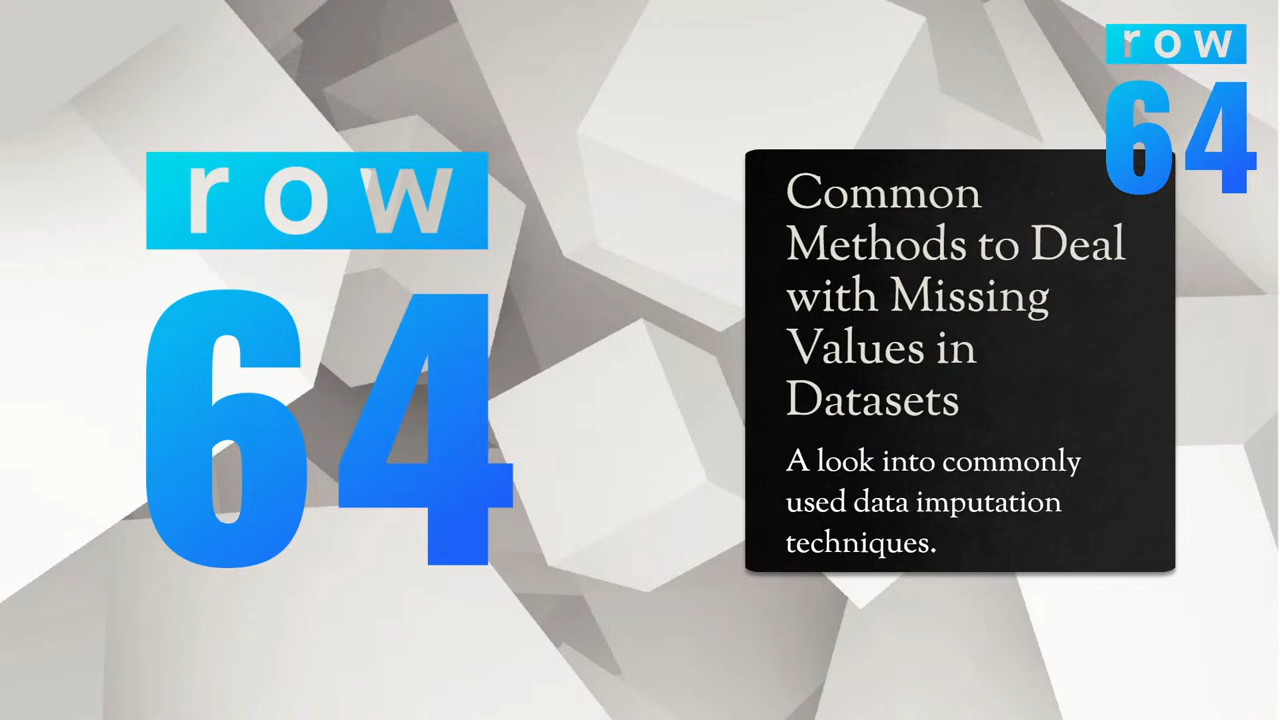 row
64
row
64
Common
Methods to Deal
with Missing
Values in
Datasets
A look into commonly
used data imputation
techniques.